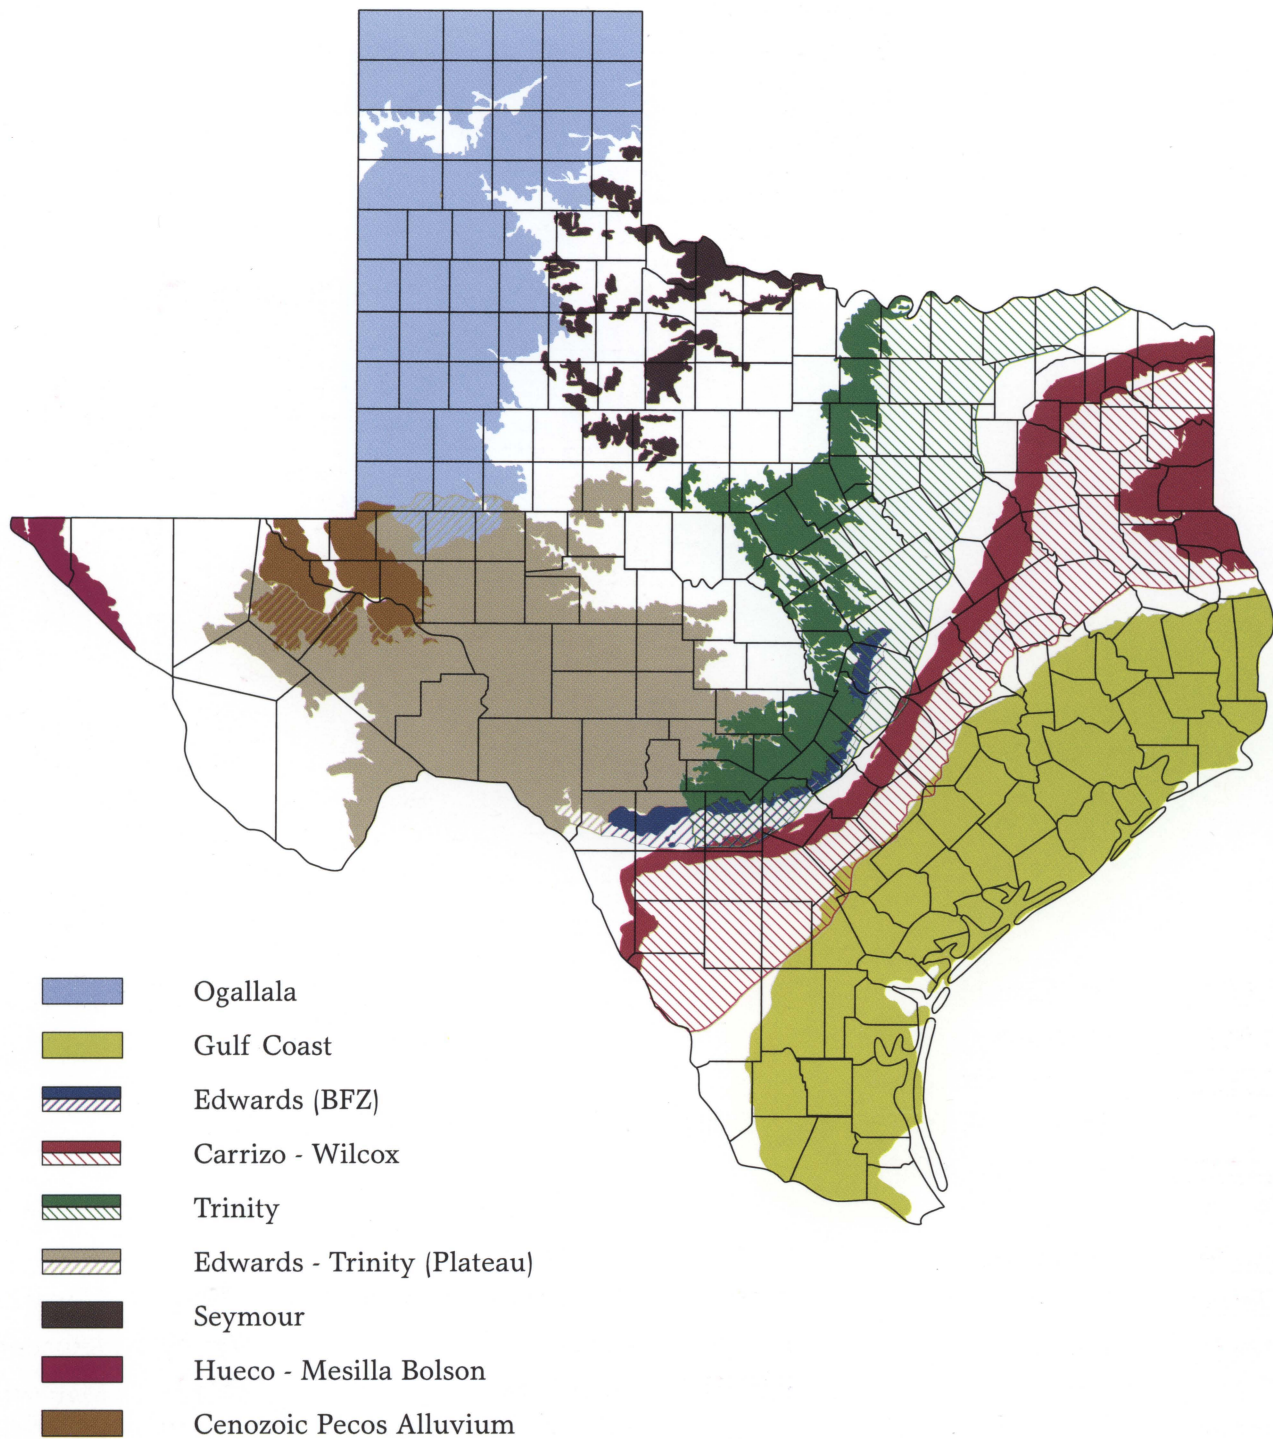 Ogallala
Gulf Coast
Edwards (BFZ)
Carrizo - Wilcox
Trinity
Edwards - Trinity (Plateau)
Seymour
Hueco - Mesilla Bolson
Cenozoic Pecos Alluvium